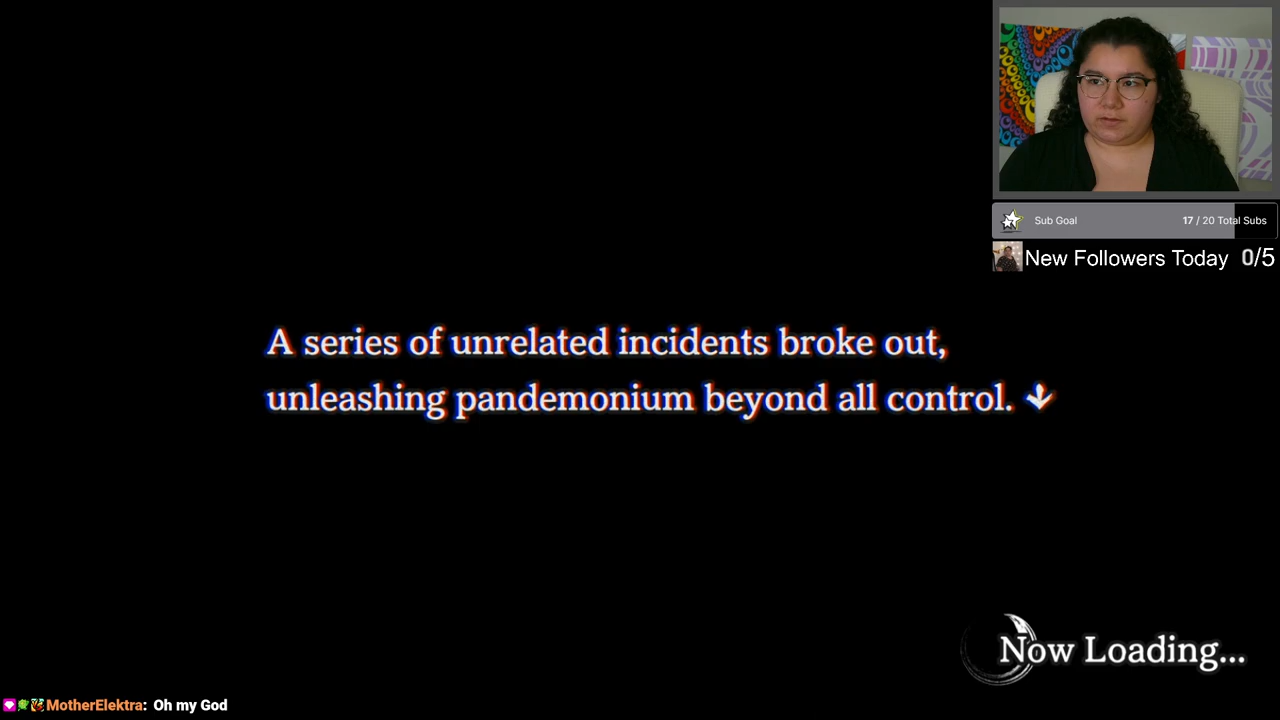 Sub Goal
17 / 20 Total Subs
New Followers Today 0/5
A series of unrelated incidents broke out,
unleashing pandemonium beyond all control.
Now Loading...
MotherElektra: Oh my God